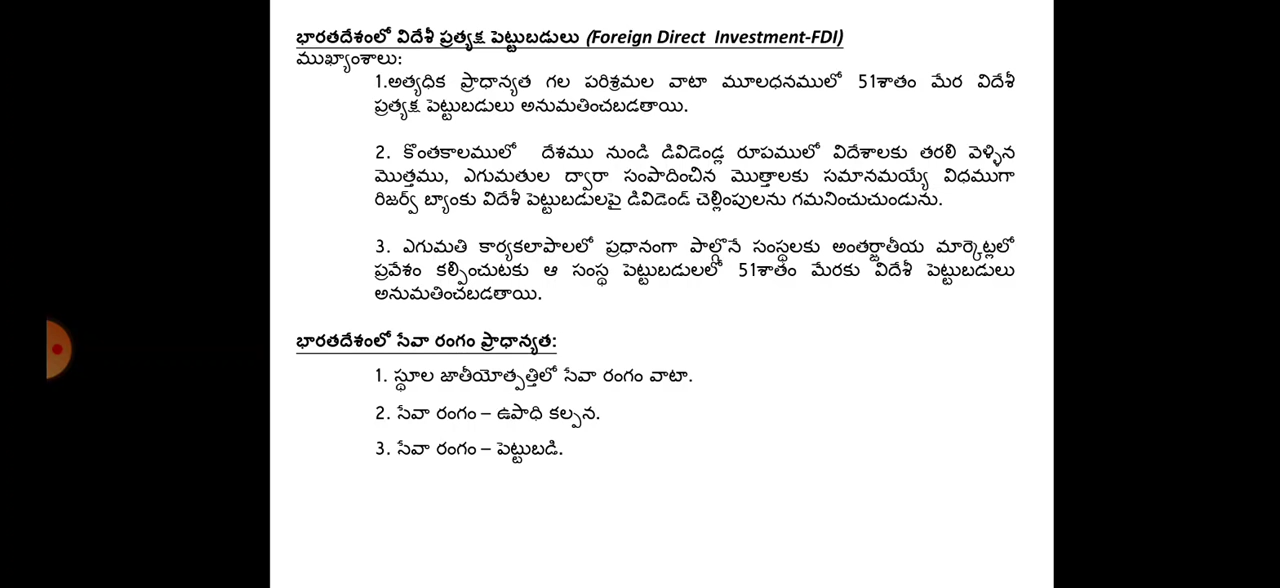 భారతదేశంలో విదేశీ ప్రత్యక్ష పెట్టుబడులు (Foreign Direct Investment-FDI)
ముఖ్యాంశాలు:
1.అత్యధిక ప్రాధాన్యత గల పరిశ్రమల వాటా మూలధనములో 51శాతం మేర విదేశీ
ప్రత్యక్ష పెట్టుబడులు అనుమతించబడతాయి.
2. కొంతకాలములో దేశము నుండి డివిడెండ్ల రూపములో విదేశాలకు తరలి వెళ్ళిన
మొత్తము, ఎగుమతుల ద్వారా సంపాదించిన మొత్తాలకు సమానమయ్యే విధముగా
రిజర్వ్ బ్యాంకు విదేశీ పెట్టుబడులపై డివిడెండ్ చెల్లింపులను గమనించుచుండును.
3. ఎగుమతి కార్యకలాపాలలో ప్రధానంగా పాల్గొనే సంస్థలకు అంతర్జాతీయ మార్కెట్లలో
ప్రవేశం కల్పించుటకు ఆ సంస్థ పెట్టుబడులలో 51శాతం మేరకు విదేశీ పెట్టుబడులు
అనుమతించబడతాయి.
భారతదేశంలో సేవా రంగం ప్రాధాన్యత:
1. స్థూల జాతీయోత్పత్తిలో సేవా రంగం వాటా.
2. సేవా రంగం – ఉపాధి కల్పన.
3. సేవా రంగం – పెట్టుబడి.